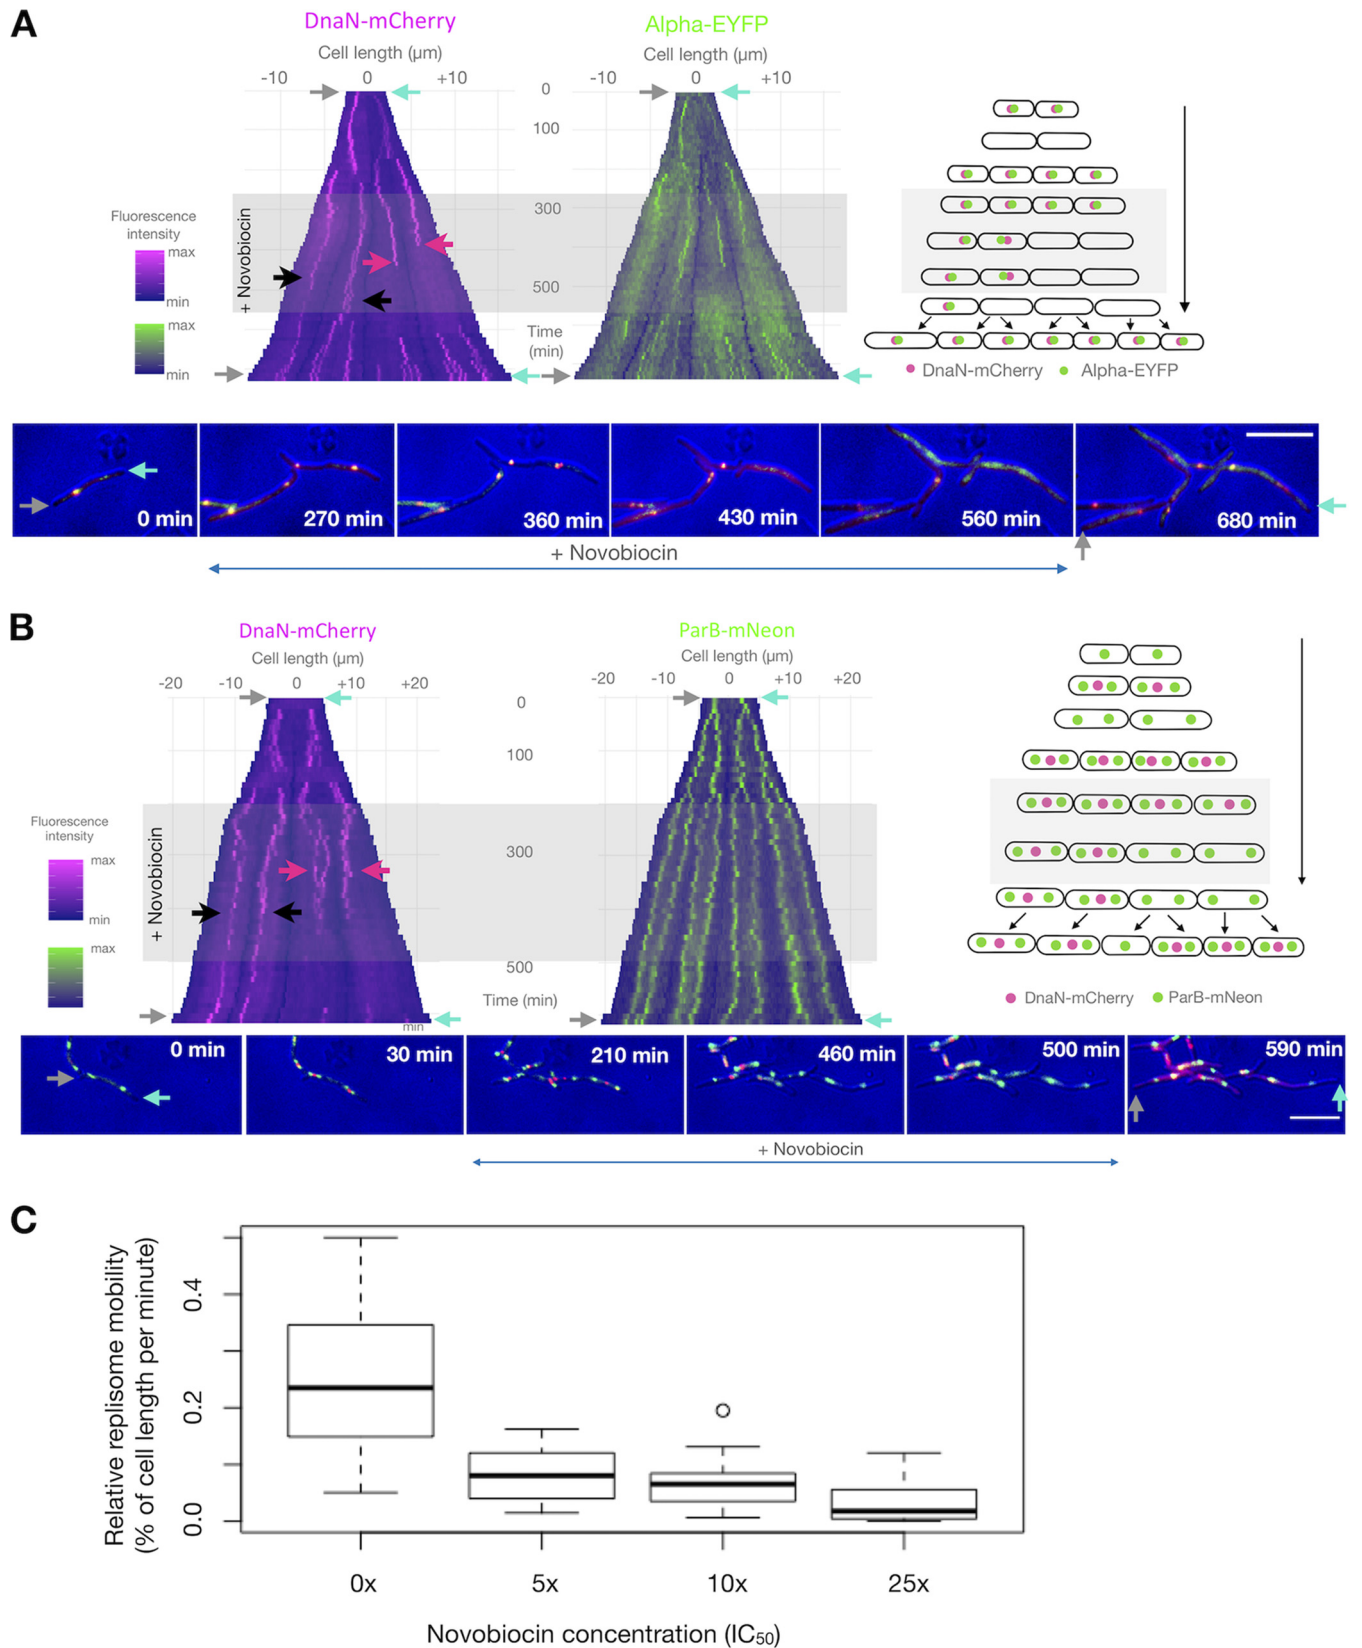 A
DnaN-mCherry
Alpha-EYFP
Cell length (µm)
Cell length (µm)
-10 0 +10
-10 0 +10
0
100
300
500
Time
(min)
Fluorescence
intensity
max
min
max
min
+ Novobiocin
DnaN-mCherry Alpha-EYFP
0 min
270 min
360 min
430 min
560 min
680 min
+ Novobiocin
B
DnaN-mCherry
ParB-mNeon
Cell length (µm)
Cell length (µm)
-20 -10 0 +10 +20
-20 -10 0 +10 +20
0
100
300
500
Time (min)
Fluorescence
intensity
max
min
max
min
+ Novobiocin
DnaN-mCherry ParB-mNeon
0 min
30 min
210 min
460 min
500 min
590 min
+ Novobiocin
C
Relative replisome mobility
(% of cell length per minute)
0.4
0.2
0.0
0x 5x 10x 25x
Novobiocin concentration (IC₅₀)